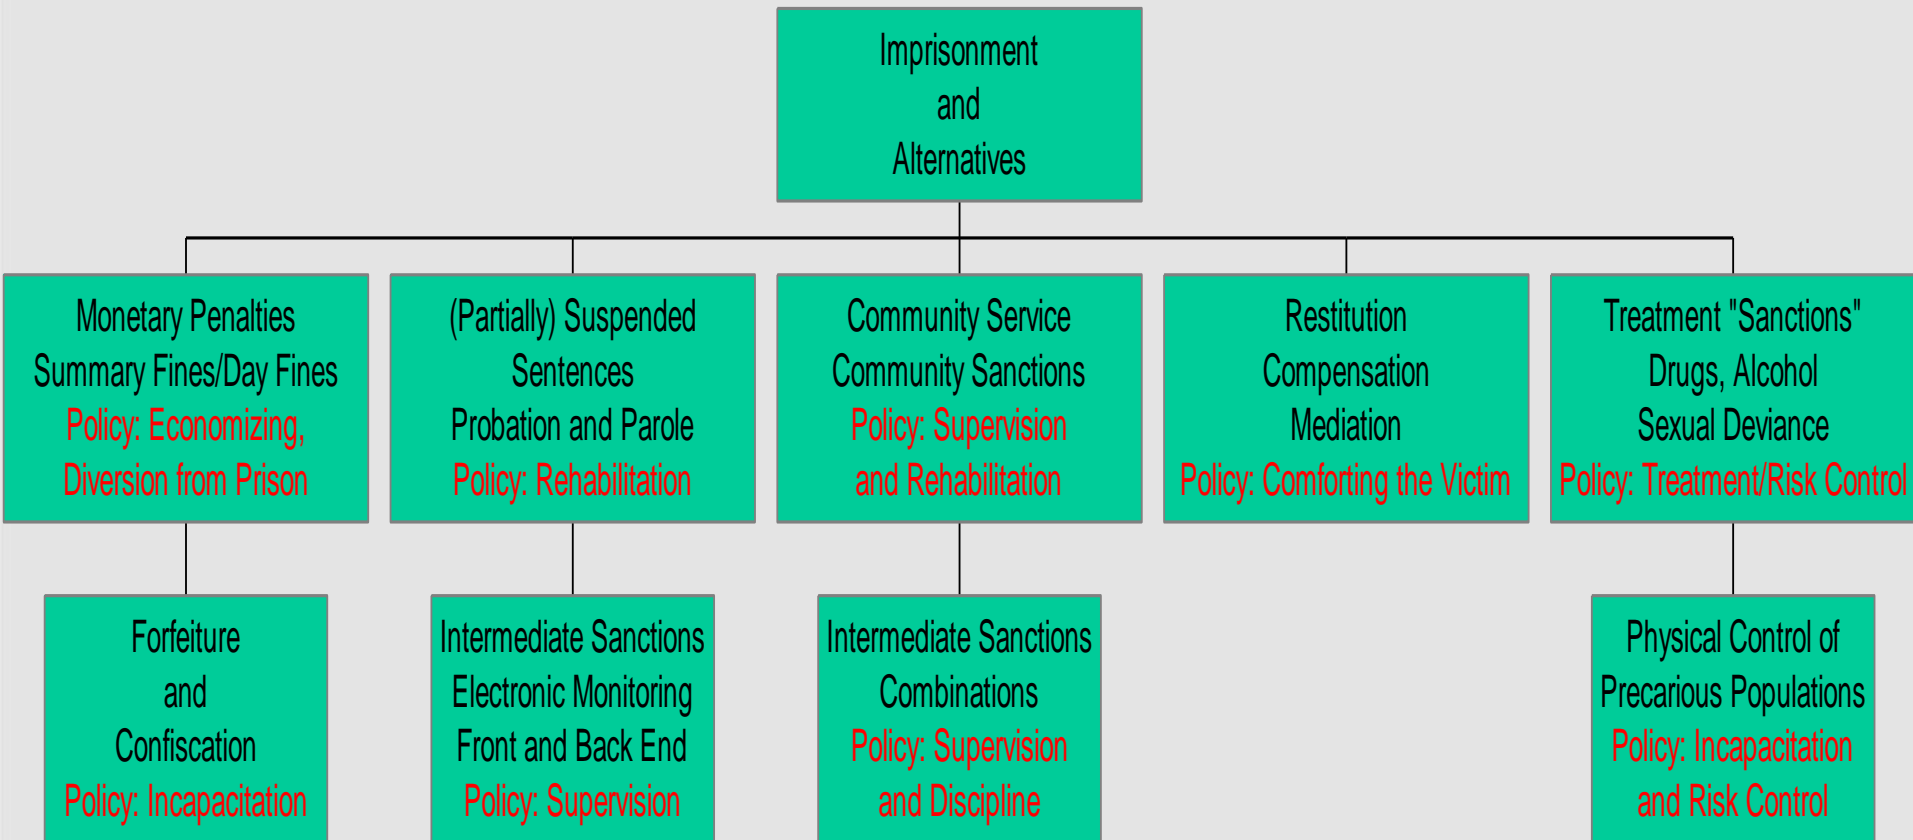 Imprisonment
and
Alternatives
Monetary Penalties
Summary Fines/Day Fines
Policy: Economizing,
Diversion from Prison
(Partially) Suspended
Sentences
Probation and Parole
Policy: Rehabilitation
Community Service
Community Sanctions
Policy: Supervision
and Rehabilitation
Restitution
Compensation
Mediation
Policy: Comforting the Victim
Treatment "Sanctions"
Drugs, Alcohol
Sexual Deviance
Policy: Treatment/Risk Control
Forfeiture
and
Confiscation
Policy: Incapacitation
Intermediate Sanctions
Electronic Monitoring
Front and Back End
Policy: Supervision
Intermediate Sanctions
Combinations
Policy: Supervision
and Discipline
Physical Control of
Precarious Populations
Policy: Incapacitation
and Risk Control